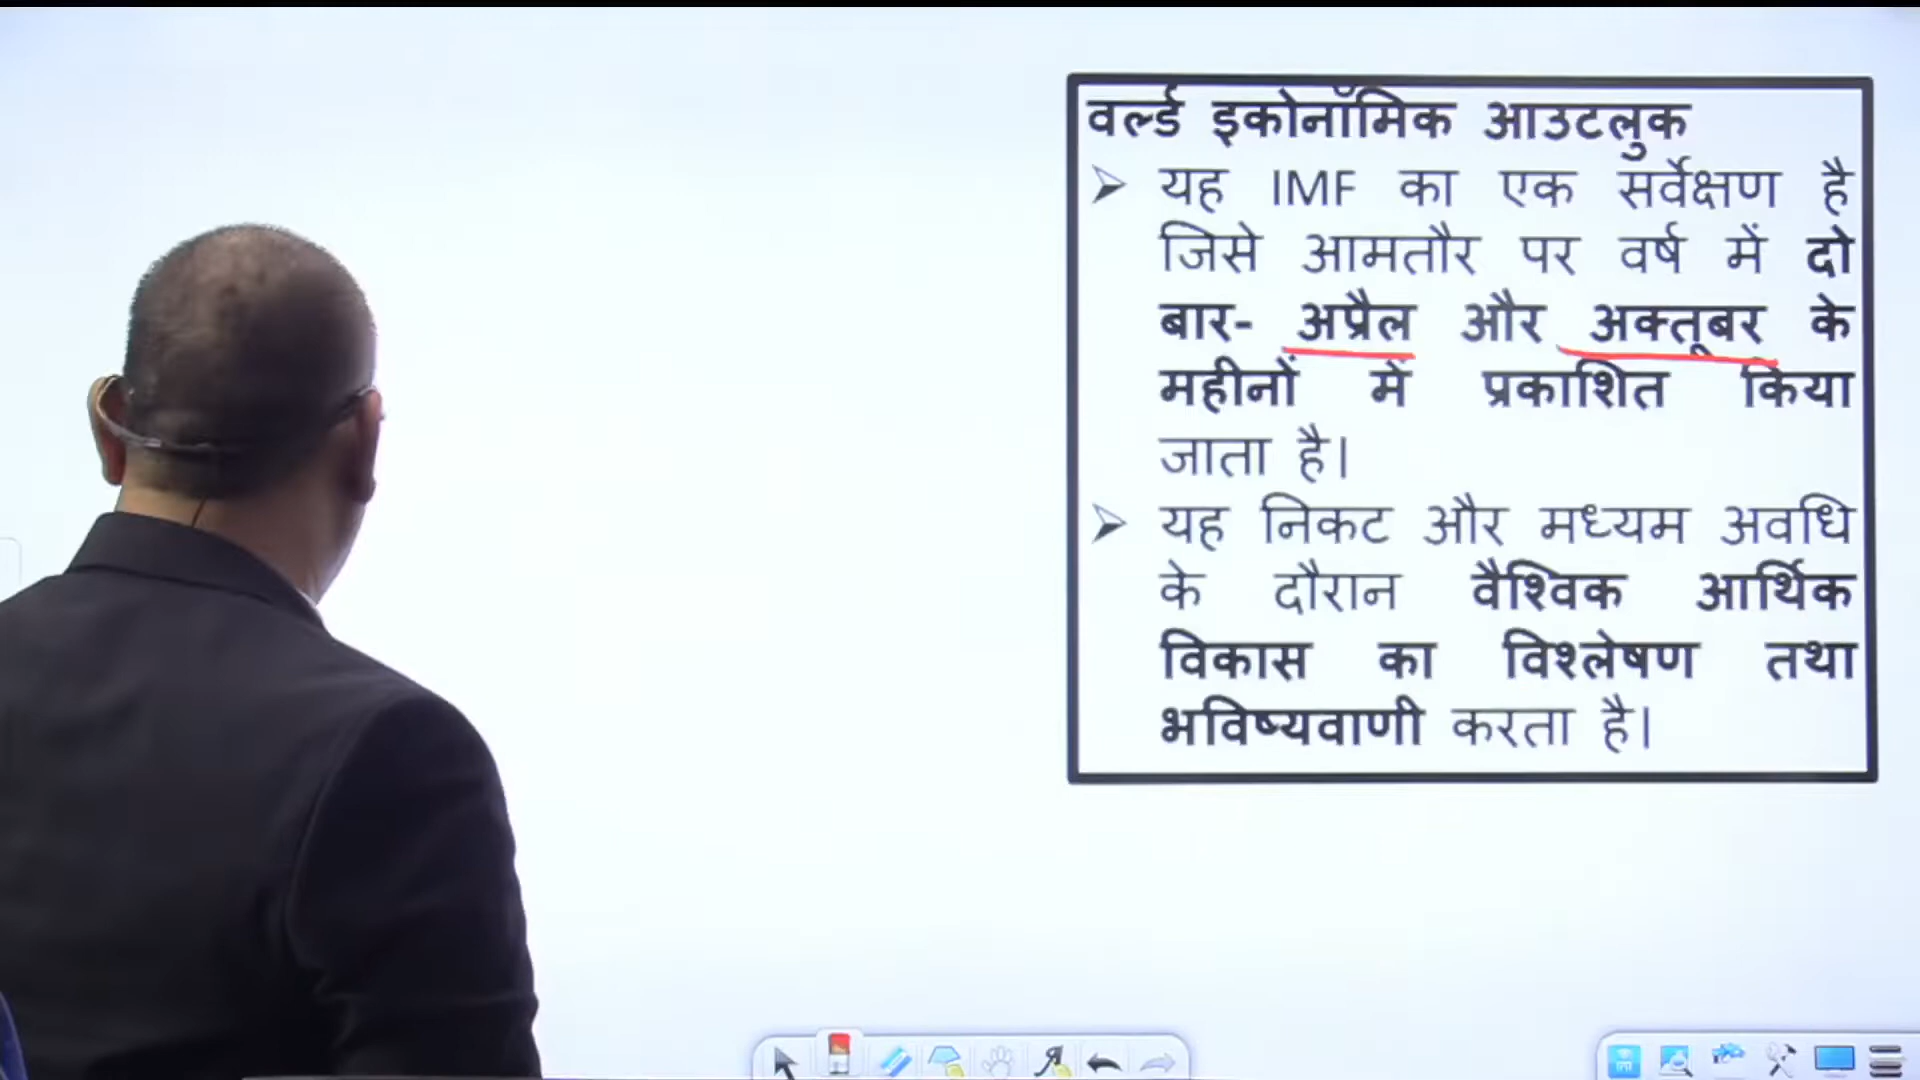 वर्ल्ड इकोनॉमिक आउटलुक
➢ यह IMF का एक सर्वेक्षण है
जिसे आमतौर पर वर्ष में दो
बार- अप्रैल और अक्तूबर के
महीनों में प्रकाशित किया
जाता है।
➢ यह निकट और मध्यम अवधि
के दौरान वैश्विक आर्थिक
विकास का विश्लेषण तथा
भविष्यवाणी करता है।